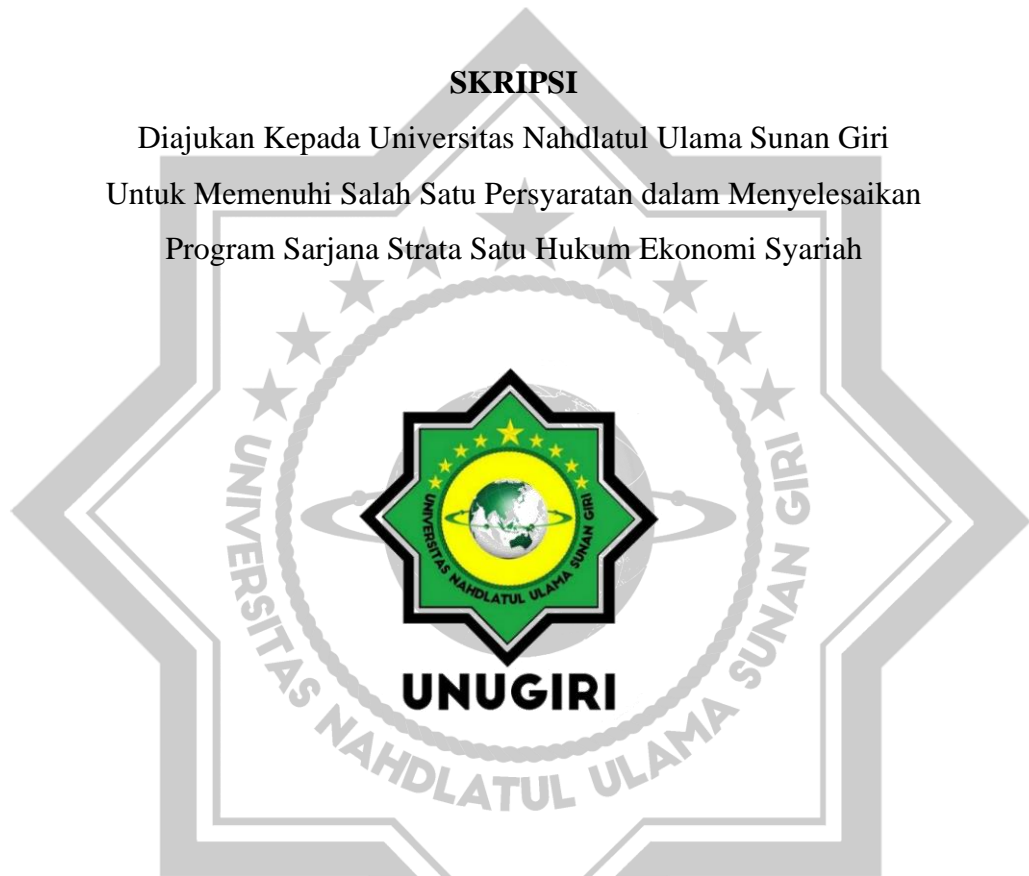 SKRIPSI
Diajukan Kepada Universitas Nahdlatul Ulama Sunan Giri
Untuk Memenuhi Salah Satu Persyaratan dalam Menyelesaikan
Program Sarjana Strata Satu Hukum Ekonomi Syariah
UNIVERSITAS NAHDLATUL ULAMA SUNAN GIRI
UNIVERSITAS NAHDLATUL ULAMA SUNAN GIRI
UNUGIRI